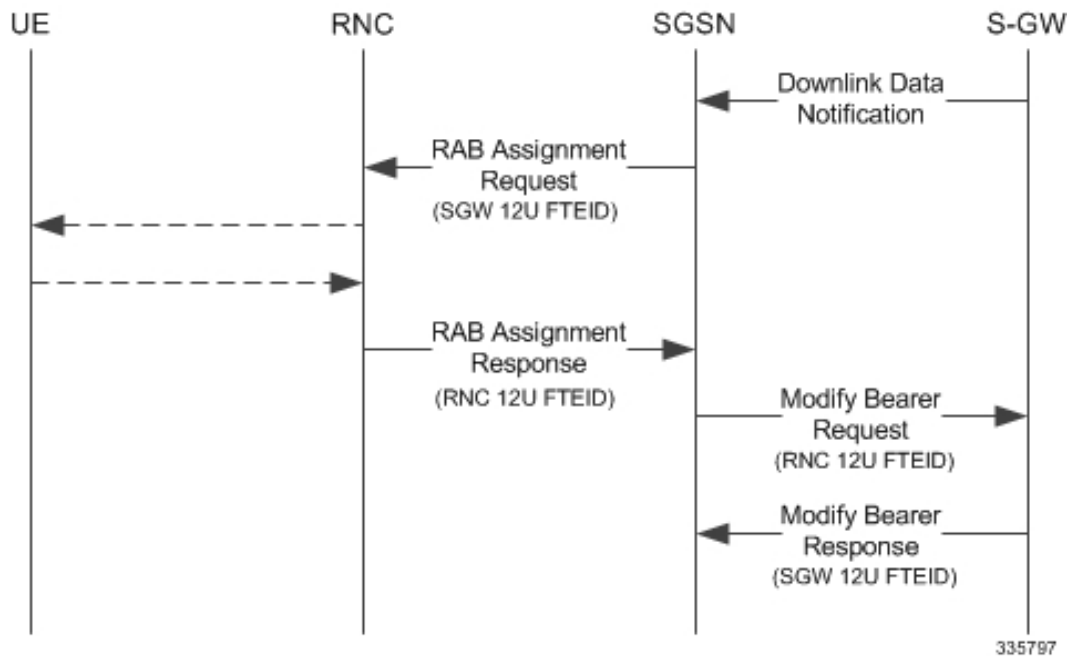 UE RNC SGSN S-GW
Downlink Data
Notification
RAB Assignment
Request
(SGW 12U FTEID)
RAB Assignment
Response
(RNC 12U FTEID)
Modify Bearer
Request
(RNC 12U FTEID)
Modify Bearer
Response
(SGW 12U FTEID)
335797